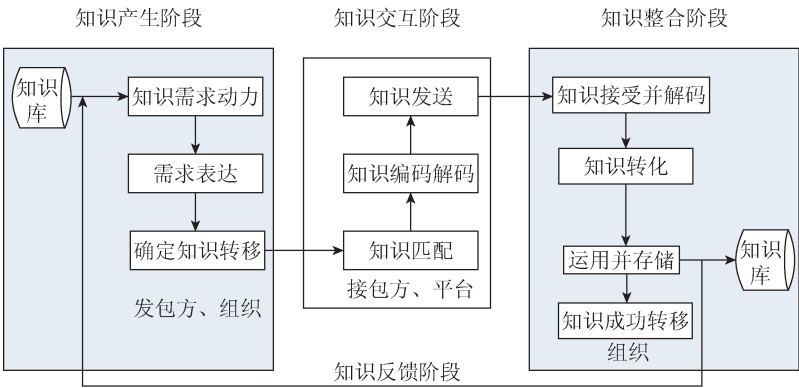 知识产生阶段
知识交互阶段
知识整合阶段
知识
库
知识需求动力
需求表达
确定知识转移
发包方、组织
知识发送
知识编码解码
知识匹配
接包方、平台
知识接受并解码
知识转化
运用并存储
知识成功转移
组织
知识
库
知识反馈阶段